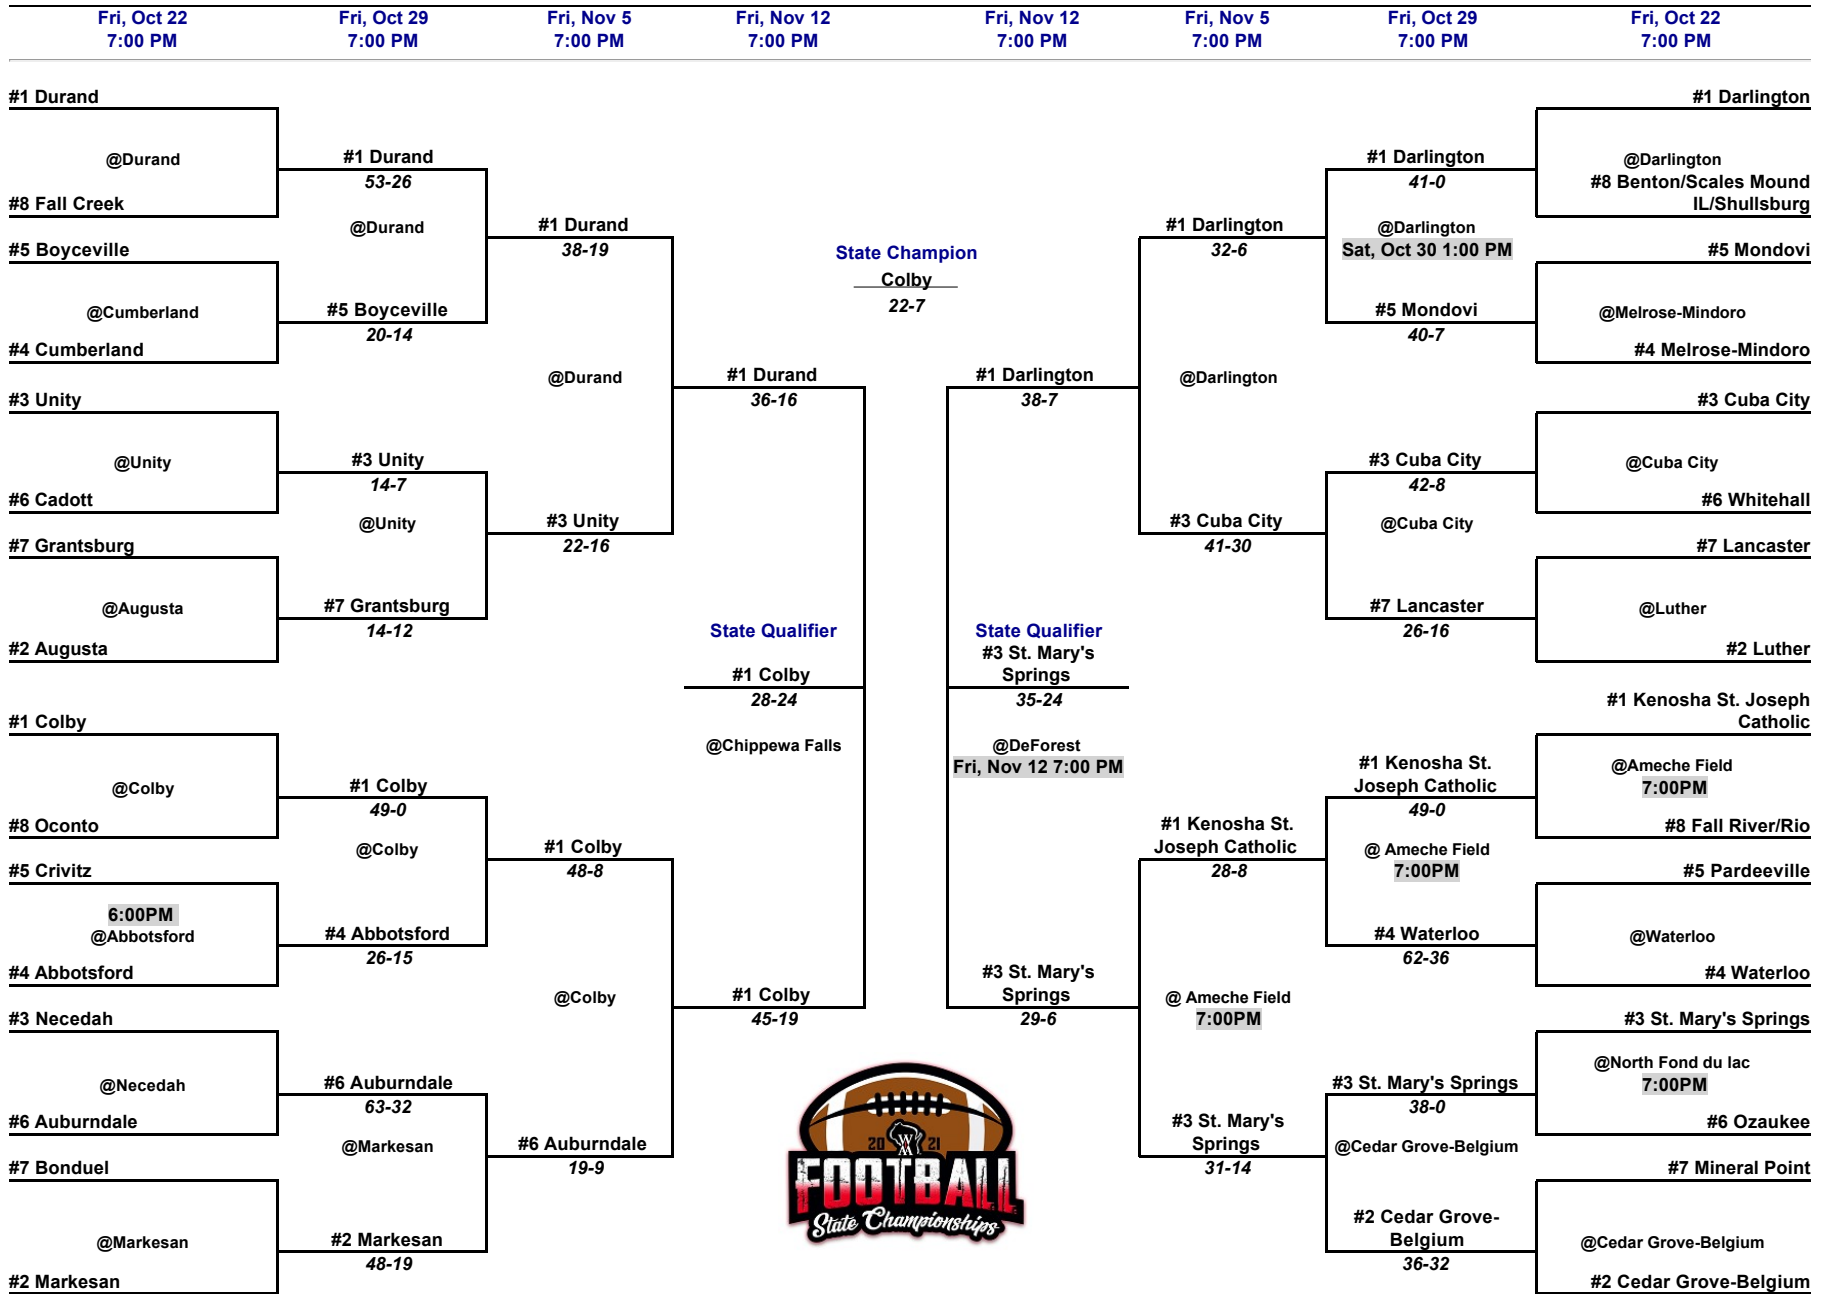 Fri, Oct 22
7:00 PM
Fri, Oct 29
7:00 PM
Fri, Nov 5
7:00 PM
Fri, Nov 12
7:00 PM
Fri, Nov 12
7:00 PM
Fri, Nov 5
7:00 PM
Fri, Oct 29
7:00 PM
Fri, Oct 22
7:00 PM
#1 Durand
@Durand
#8 Fall Creek
#5 Boyceville
@Cumberland
#4 Cumberland
#3 Unity
@Unity
#6 Cadott
#7 Grantsburg
@Augusta
#2 Augusta
#1 Colby
@Colby
#8 Oconto
#5 Crivitz
6:00PM
@Abbotsford
#4 Abbotsford
#3 Necedah
@Necedah
#6 Auburndale
#7 Bonduel
@Markesan
#2 Markesan
#1 Durand
53-26
@Durand
#5 Boyceville
20-14
#3 Unity
14-7
@Unity
#7 Grantsburg
14-12
#1 Colby
49-0
@Colby
#4 Abbotsford
26-15
#6 Auburndale
63-32
@Markesan
#2 Markesan
48-19
#1 Durand
38-19
@Durand
#3 Unity
22-16
#1 Colby
48-8
@Colby
#6 Auburndale
19-9
#1 Durand
36-16
State Qualifier
#1 Colby
28-24
@Chippewa Falls
#1 Colby
45-19
State Champion
Colby
22-7
20 21
FOOTBALL
State Championships
#1 Darlington
38-7
State Qualifier
#3 St. Mary's
Springs
35-24
@DeForest
Fri, Nov 12 7:00 PM
#3 St. Mary's
Springs
29-6
#1 Darlington
32-6
@Darlington
#3 Cuba City
41-30
#1 Kenosha St.
Joseph Catholic
28-8
@ Ameche Field
7:00PM
#3 St. Mary's
Springs
31-14
#1 Darlington
41-0
@Darlington
Sat, Oct 30 1:00 PM
#5 Mondovi
40-7
#3 Cuba City
42-8
@Cuba City
#7 Lancaster
26-16
#1 Kenosha St.
Joseph Catholic
49-0
@ Ameche Field
7:00PM
#4 Waterloo
62-36
#3 St. Mary's Springs
38-0
@Cedar Grove-Belgium
#2 Cedar Grove-
Belgium
36-32
#1 Darlington
@Darlington
#8 Benton/Scales Mound
IL/Shullsburg
#5 Mondovi
@Melrose-Mindoro
#4 Melrose-Mindoro
#3 Cuba City
@Cuba City
#6 Whitehall
#7 Lancaster
@Luther
#2 Luther
#1 Kenosha St. Joseph
Catholic
@Ameche Field
7:00PM
#8 Fall River/Rio
#5 Pardeeville
@Waterloo
#4 Waterloo
#3 St. Mary's Springs
@North Fond du lac
7:00PM
#6 Ozaukee
#7 Mineral Point
@Cedar Grove-Belgium
#2 Cedar Grove-Belgium